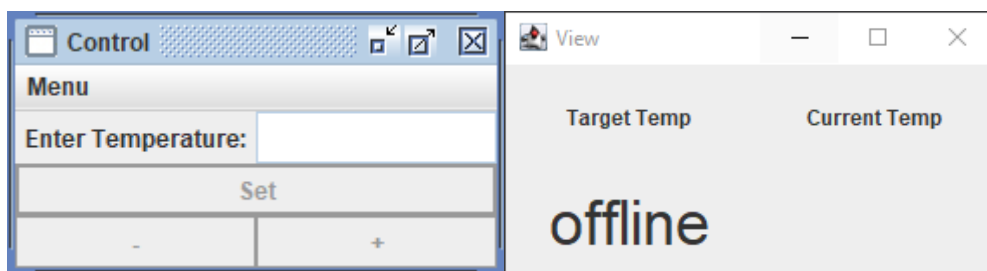 Control
Menu
Enter Temperature:
Set
- +
View
Target Temp Current Temp
offline